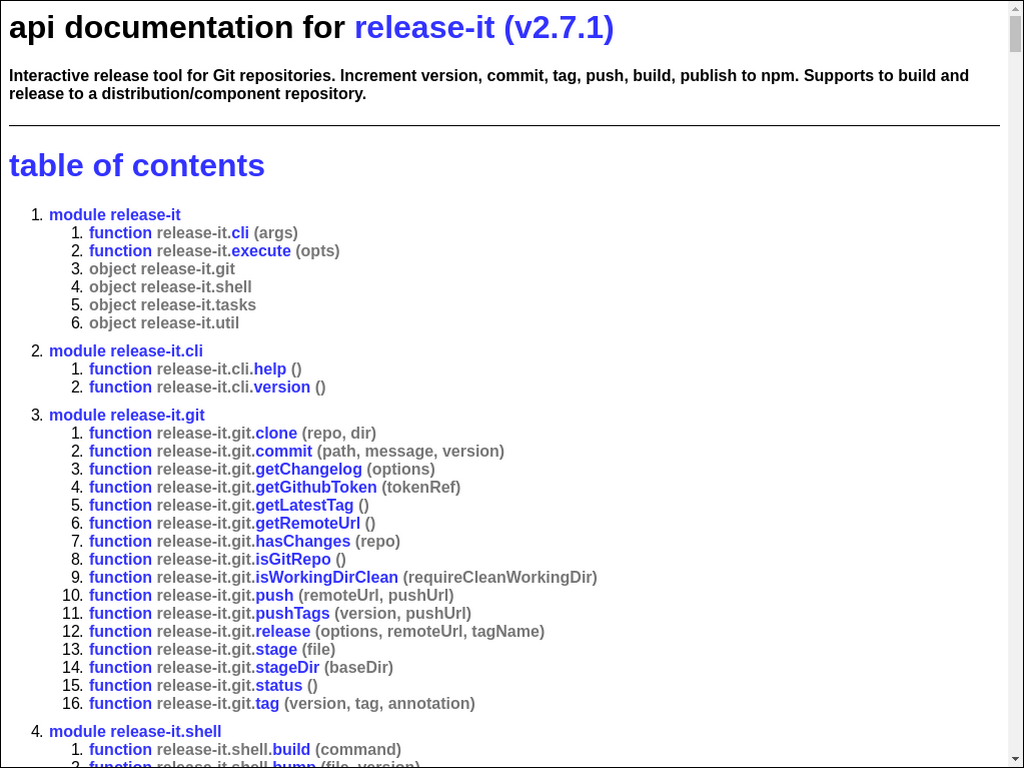 api documentation for release-it (v2.7.1)
Interactive release tool for Git repositories. Increment version, commit, tag, push, build, publish to npm. Supports to build and
release to a distribution/component repository.
table of contents
1. module release-it
1. function release-it.cli (args)
2. function release-it.execute (opts)
3. object release-it.git
4. object release-it.shell
5. object release-it.tasks
6. object release-it.util
2. module release-it.cli
1. function release-it.cli.help ()
2. function release-it.cli.version ()
3. module release-it.git
1. function release-it.git.clone (repo, dir)
2. function release-it.git.commit (path, message, version)
3. function release-it.git.getChangelog (options)
4. function release-it.git.getGithubToken (tokenRef)
5. function release-it.git.getLatestTag ()
6. function release-it.git.getRemoteUrl ()
7. function release-it.git.hasChanges (repo)
8. function release-it.git.isGitRepo ()
9. function release-it.git.isWorkingDirClean (requireCleanWorkingDir)
10. function release-it.git.push (remoteUrl, pushUrl)
11. function release-it.git.pushTags (version, pushUrl)
12. function release-it.git.release (options, remoteUrl, tagName)
13. function release-it.git.stage (file)
14. function release-it.git.stageDir (baseDir)
15. function release-it.git.status ()
16. function release-it.git.tag (version, tag, annotation)
4. module release-it.shell
1. function release-it.shell.build (command)
2. function release-it.shell.bump (file, version)